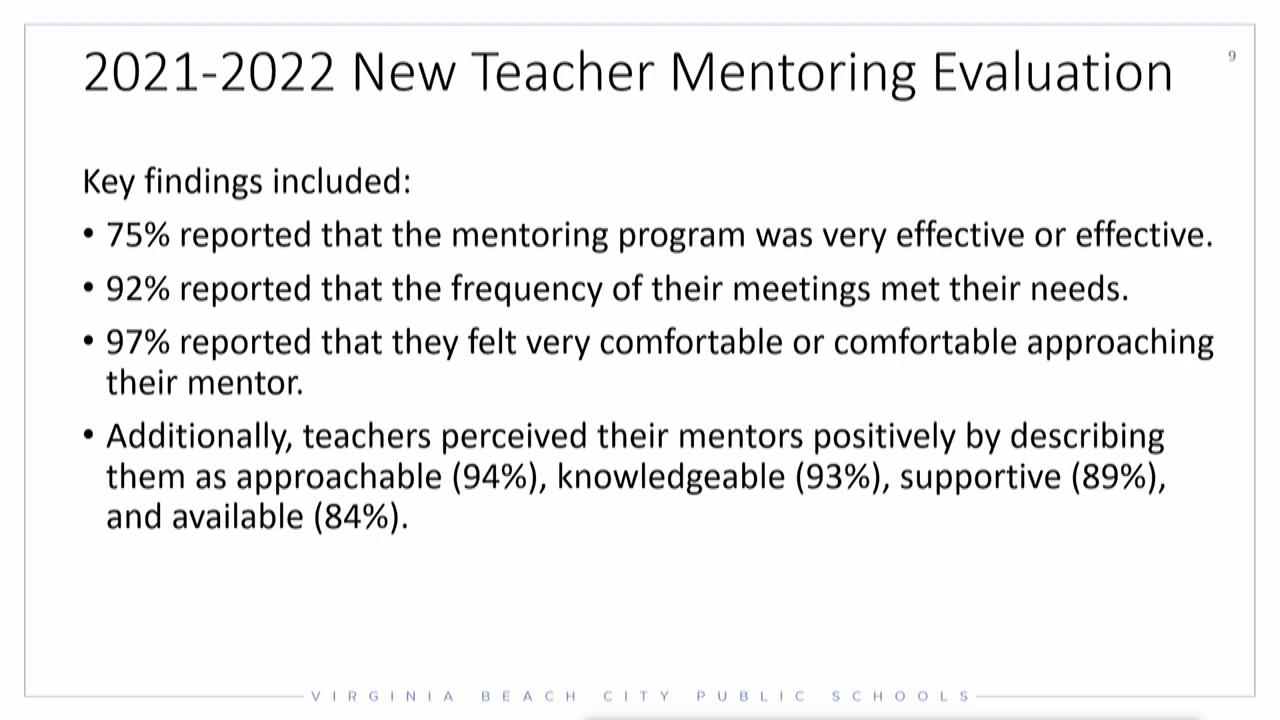 2021-2022 New Teacher Mentoring Evaluation
9
Key findings included:
• 75% reported that the mentoring program was very effective or effective.
• 92% reported that the frequency of their meetings met their needs.
• 97% reported that they felt very comfortable or comfortable approaching
their mentor.
• Additionally, teachers perceived their mentors positively by describing
them as approachable (94%), knowledgeable (93%), supportive (89%),
and available (84%).
VIRGINIA BEACH CITY PUBLIC SCHOOLS